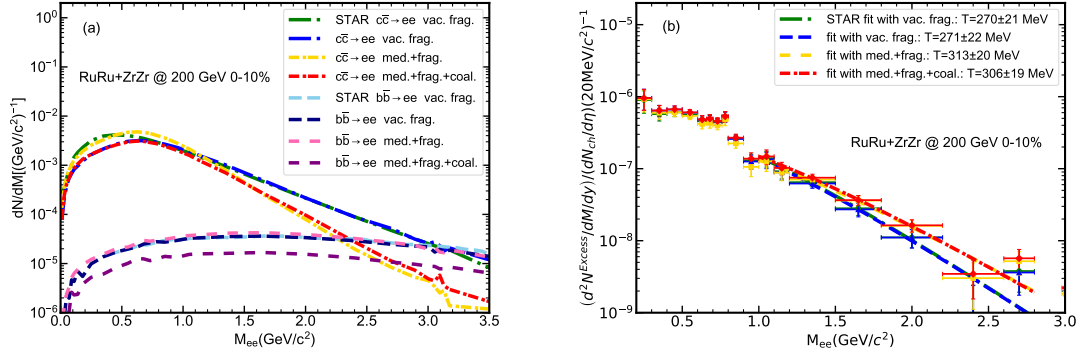 (a)
STAR cc̅→ee vac. frag.
cc̅→ee vac. frag.
cc̅→ee med.+frag.
cc̅→ee med.+frag.+coal.
STAR bb̅→ee vac. frag.
bb̅→ee vac. frag.
bb̅→ee med.+frag.
bb̅→ee med.+frag.+coal.
RuRu+ZrZr @ 200 GeV 0-10%
dN/dM[(GeV/c²)⁻¹]
10⁰
10⁻¹
10⁻²
10⁻³
10⁻⁴
10⁻⁵
10⁻⁶
0.0 0.5 1.0 1.5 2.0 2.5 3.0 3.5
M_ee(GeV/c²)
(b)
STAR fit with vac. frag.: T=270±21 MeV
fit with vac. frag.: T=271±22 MeV
fit with med.+frag.: T=313±20 MeV
fit with med.+frag.+coal.: T=306±19 MeV
RuRu+ZrZr @ 200 GeV 0-10%
(d²N^Excess/dM/dy)/(dN_ch/dη)(20MeV/c²)⁻¹
10⁻⁵
10⁻⁶
10⁻⁷
10⁻⁸
10⁻⁹
0.5 1.0 1.5 2.0 2.5 3.0
M_ee(GeV/c²)